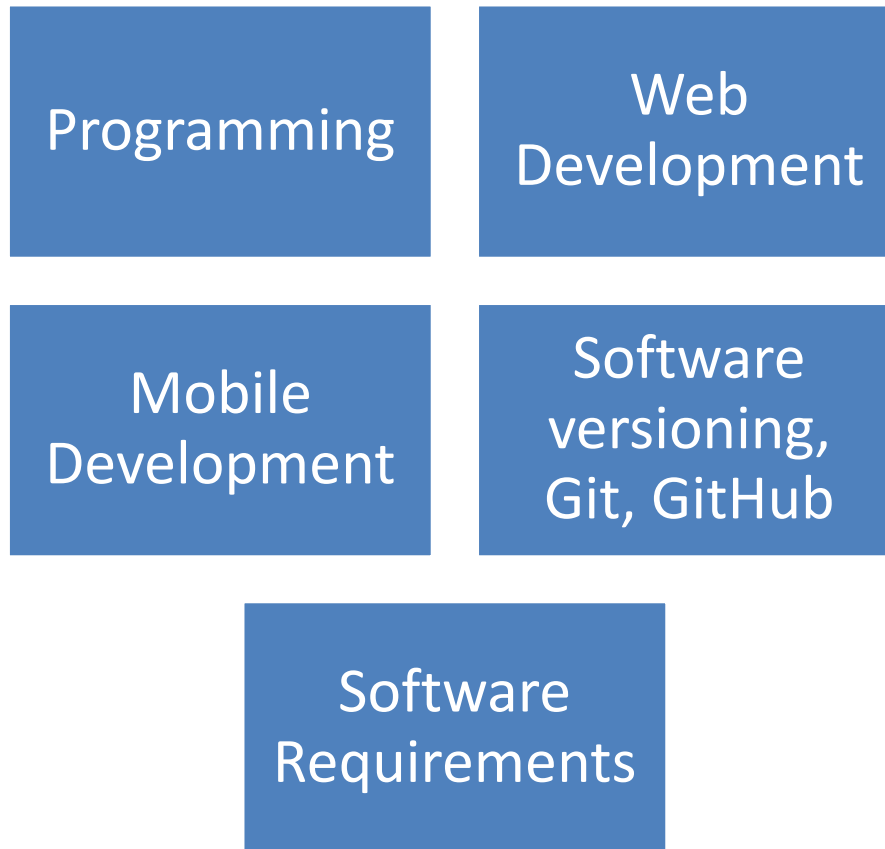 Programming
Web
Development
Mobile
Development
Software
versioning,
Git, GitHub
Software
Requirements